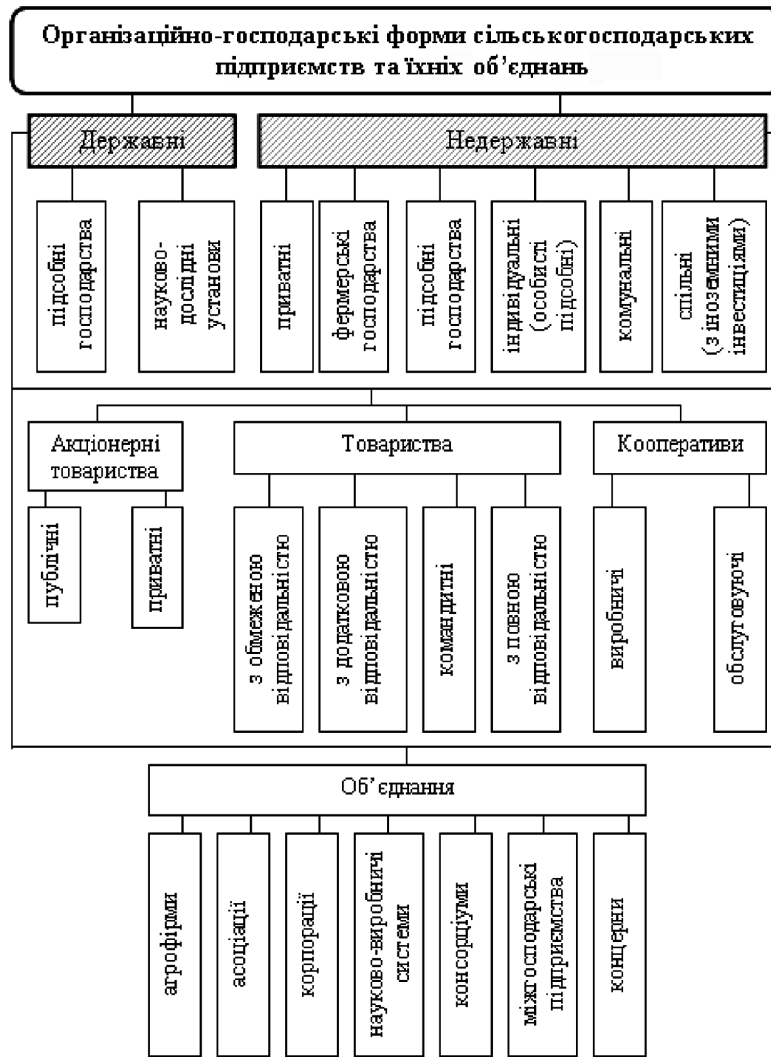 Організаційно-господарські форми сільськогосподарських
підприємств та їхніх об’єднань
Державні
Недержавні
підсобні
господарства
науково-
дослідні
установи
приватні
фермерські
господарства
підсобні
господарства
індивідуальні
(особисті
підсобні)
комунальні
спільні
(з іноземними
інвестиціями)
Акціонерні
товариства
Товариства
Кооперативи
публічні
приватні
з обмеженою
відповідальністю
з додатковою
відповідальністю
командитні
з повною
відповідальністю
виробничі
обслуговуючі
Об’єднання
агрофірми
асоціації
корпорації
науково-виробничі
системи
консорціуми
міжгосподарські
підприємства
концерни